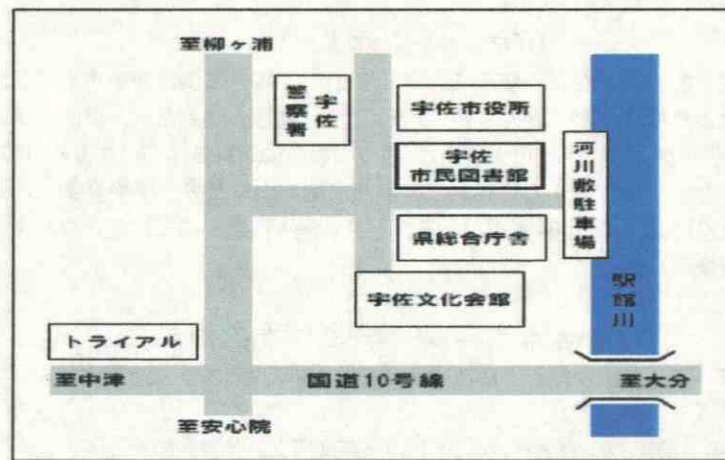 至柳ヶ浦
宇佐
警察署
宇佐市役所
宇佐
市民図書館
河川敷駐車場
県総合庁舎
宇佐文化会館
駅館川
トライアル
至中津
国道10号線
至大分
至安心院